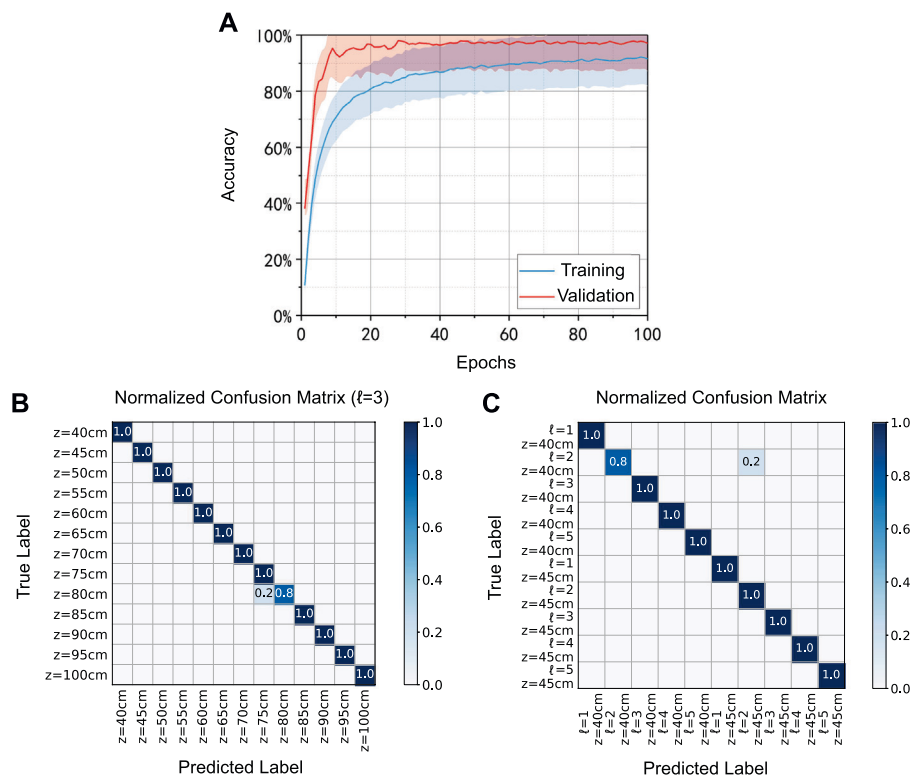 A
100%
80%
60%
40%
20%
0%
Accuracy
Training
Validation
0 20 40 60 80 100
Epochs
B
Normalized Confusion Matrix (ℓ=3)
True Label
z=40cm 1.0
z=45cm 1.0
z=50cm 1.0
z=55cm 1.0
z=60cm 1.0
z=65cm 1.0
z=70cm 1.0
z=75cm 1.0
z=80cm 0.2 0.8
z=85cm 1.0
z=90cm 1.0
z=95cm 1.0
z=100cm 1.0
z=40cm z=45cm z=50cm z=55cm z=60cm z=65cm z=70cm z=75cm z=80cm z=85cm z=90cm z=95cm z=100cm
Predicted Label
1.0
0.8
0.6
0.4
0.2
0.0
C
Normalized Confusion Matrix
True Label
ℓ=1
z=40cm 1.0
ℓ=2
z=40cm 0.8 0.2
ℓ=3
z=40cm 1.0
ℓ=4
z=40cm 1.0
ℓ=5
z=40cm 1.0
ℓ=1
z=45cm 1.0
ℓ=2
z=45cm 1.0
ℓ=3
z=45cm 1.0
ℓ=4
z=45cm 1.0
ℓ=5
z=45cm 1.0
ℓ=1
z=40cm
ℓ=2
z=40cm
ℓ=3
z=40cm
ℓ=4
z=40cm
ℓ=5
z=40cm
ℓ=1
z=45cm
ℓ=2
z=45cm
ℓ=3
z=45cm
ℓ=4
z=45cm
ℓ=5
z=45cm
Predicted Label
1.0
0.8
0.6
0.4
0.2
0.0